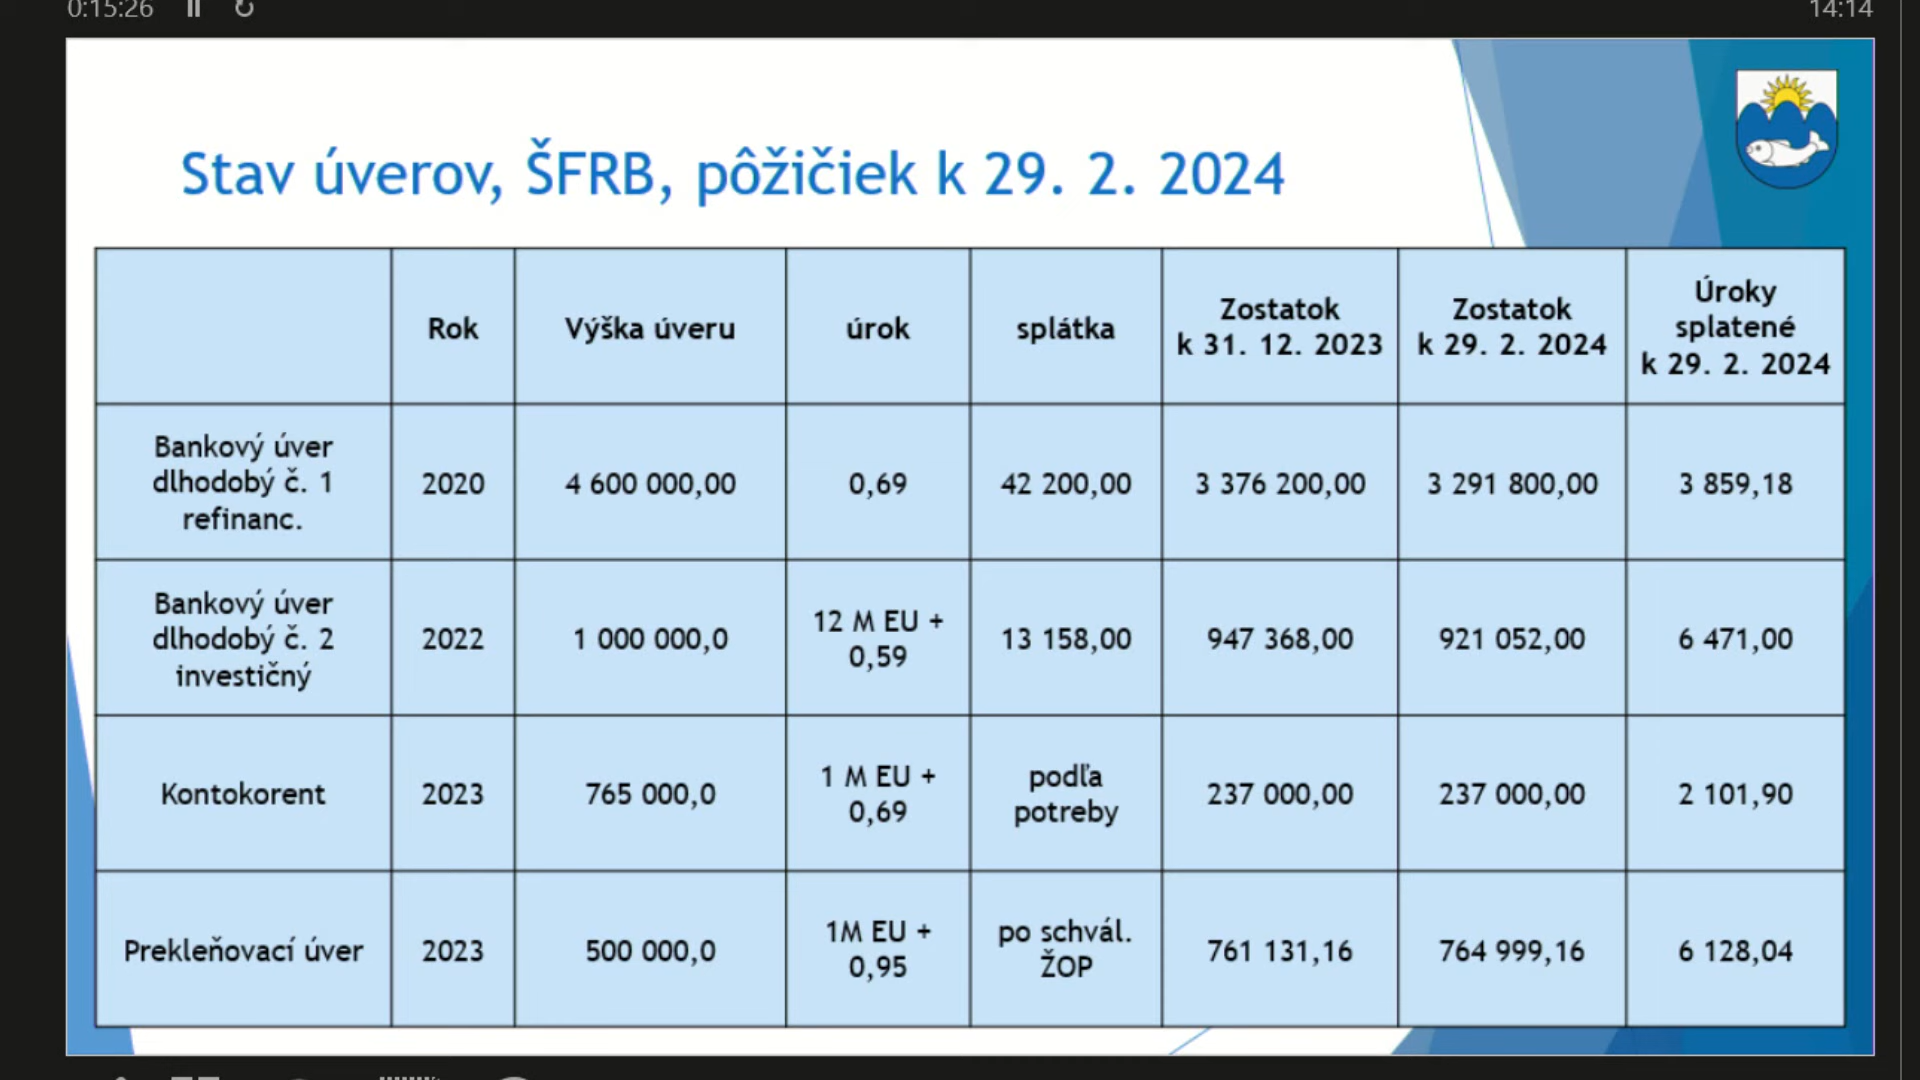 0:15:26
14:14
Stav úverov, ŠFRB, pôžičiek k 29. 2. 2024
Rok
Výška úveru
úrok
splátka
Zostatok
k 31. 12. 2023
Zostatok
k 29. 2. 2024
Úroky
splatené
k 29. 2. 2024
Bankový úver
dlhodobý č. 1
refinanc.
2020
4 600 000,00
0,69
42 200,00
3 376 200,00
3 291 800,00
3 859,18
Bankový úver
dlhodobý č. 2
investičný
2022
1 000 000,0
12 M EU +
0,59
13 158,00
947 368,00
921 052,00
6 471,00
Kontokorent
2023
765 000,0
1 M EU +
0,69
podľa
potreby
237 000,00
237 000,00
2 101,90
Prekleňovací úver
2023
500 000,0
1M EU +
0,95
po schvál.
ŽOP
761 131,16
764 999,16
6 128,04